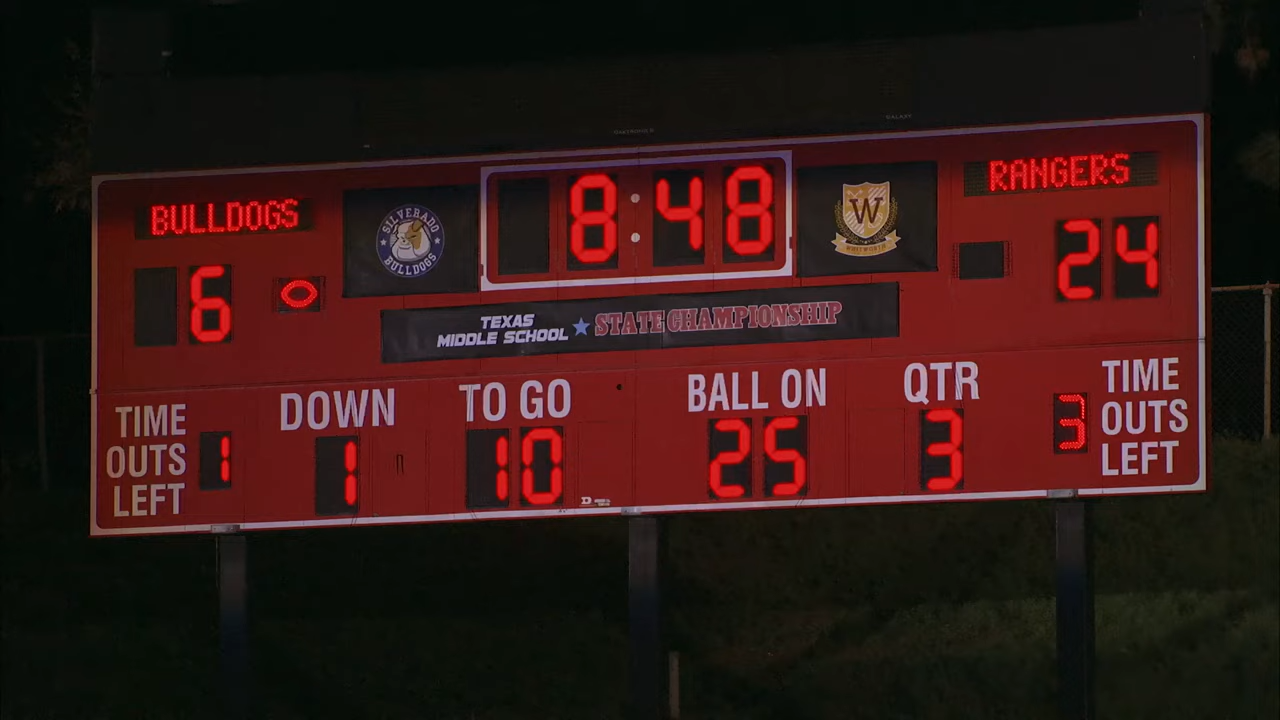 BULLDOGS
6
SILVERADO
BULLDOGS
8:48
W
RANGERS
24
TEXAS
MIDDLE SCHOOL
STATE CHAMPIONSHIP
TIME
OUTS
LEFT
1
DOWN
1
TO GO
10
BALL ON
25
QTR
3
3
TIME
OUTS
LEFT